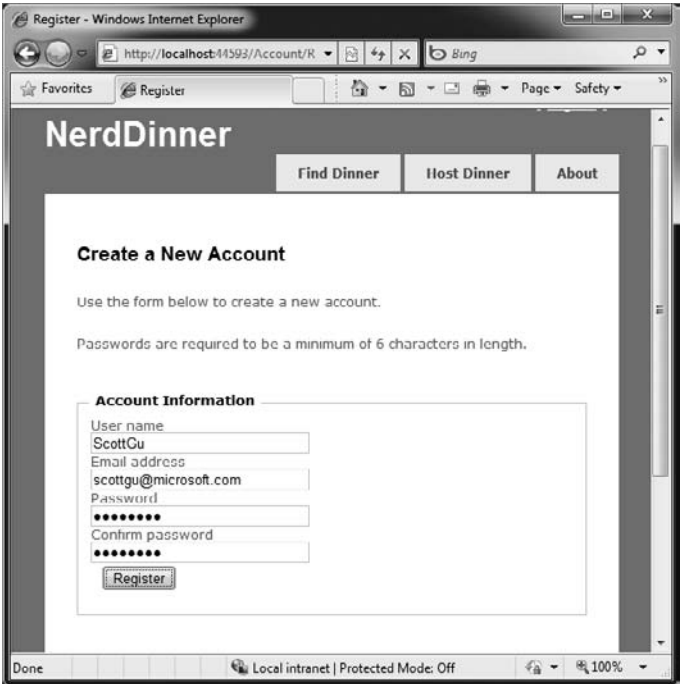 Register - Windows Internet Explorer
http://localhost:44593/Account/R
Bing
Favorites
Register
Page
Safety
»
NerdDinner
Find Dinner
Host Dinner
About
Create a New Account
Use the form below to create a new account.
Passwords are required to be a minimum of 6 characters in length.
Account Information
User name
ScottGu
Email address
scottgu@microsoft.com
Password
●●●●●●●●
Confirm password
●●●●●●●●
Register
Done
Local intranet | Protected Mode: Off
100%